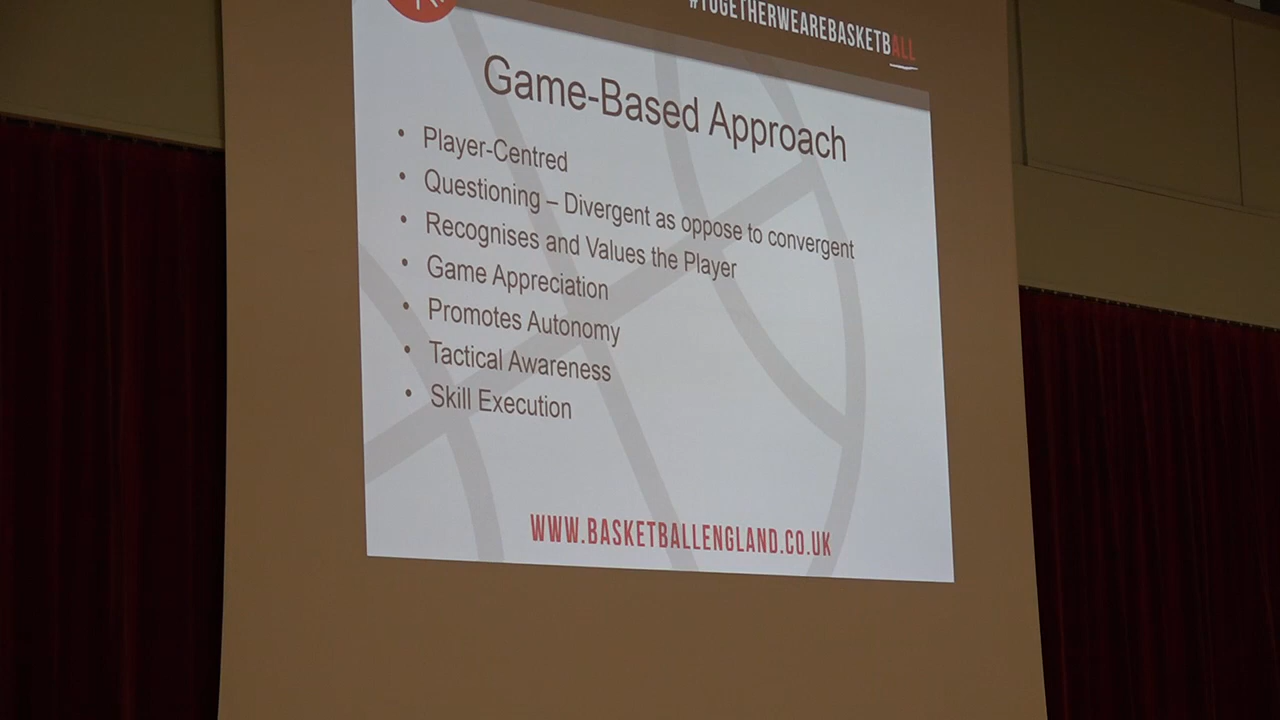 #TOGETHERWEAREBASKETBALL
Game-Based Approach
• Player-Centred
• Questioning – Divergent as oppose to convergent
• Recognises and Values the Player
• Game Appreciation
• Promotes Autonomy
• Tactical Awareness
• Skill Execution
WWW.BASKETBALLENGLAND.CO.UK